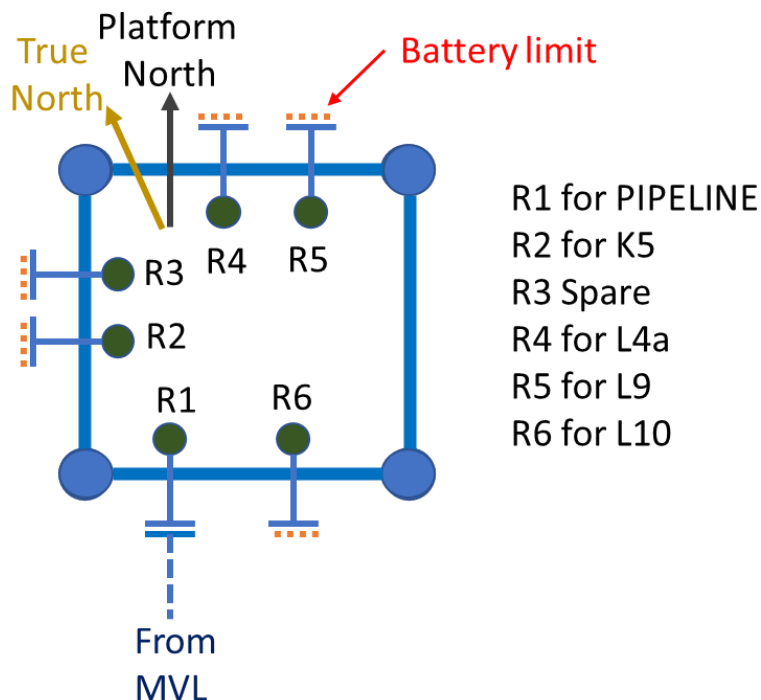 Platform
North
True
North
Battery limit
R4
R5
R3
R2
R1
R6
R1 for PIPELINE
R2 for K5
R3 Spare
R4 for L4a
R5 for L9
R6 for L10
From
MVL